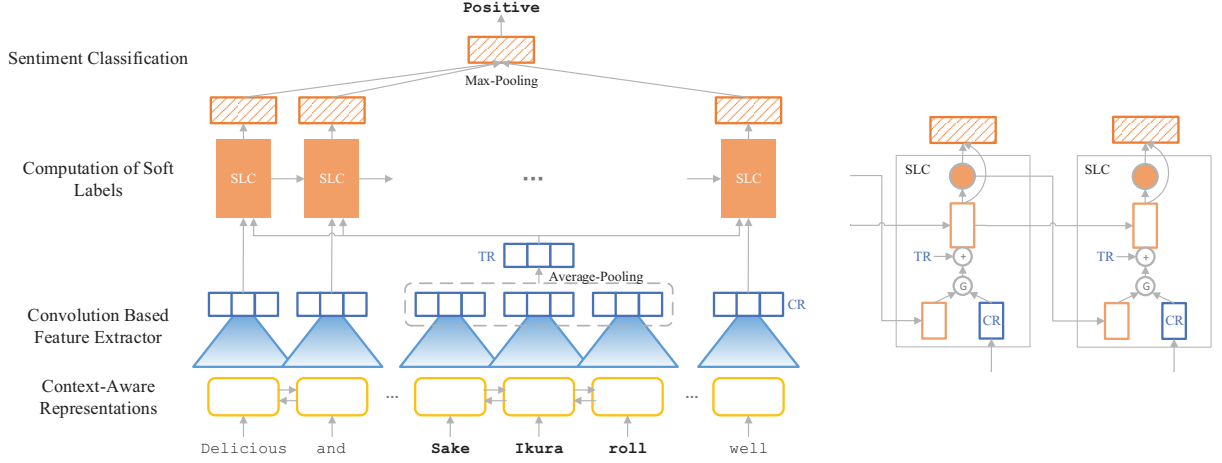 Positive
Sentiment Classification
Max-Pooling
Computation of Soft
Labels
SLC
SLC
...
SLC
TR
Average-Pooling
Convolution Based
Feature Extractor
CR
Context-Aware
Representations
...
...
Delicious
and
Sake
Ikura
roll
well
SLC
SLC
TR
+
TR
+
G
G
CR
CR